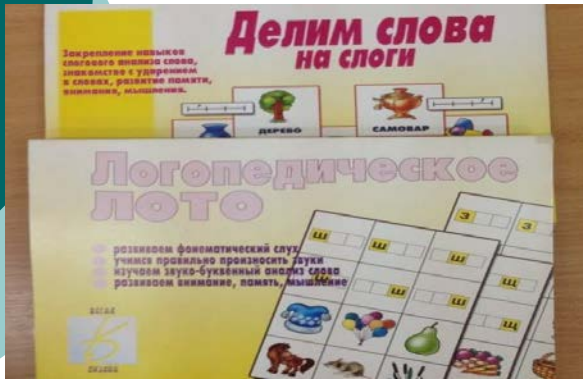 Делим слова
на слоги
Закрепление навыков
слогового анализа слова,
знакомство с ударением
в словах, развитие памяти,
внимания, мышления.
ДЕРЕВО
САМОВАР
Логопедическое
ЛОТО
развиваем фонематический слух
учимся правильно произносить звуки
изучаем звуко-буквенный анализ слова
развиваем внимание, память, мышление
Ш
Ш
Ш
Ш
Ш
Ш
З
З
Щ
Щ